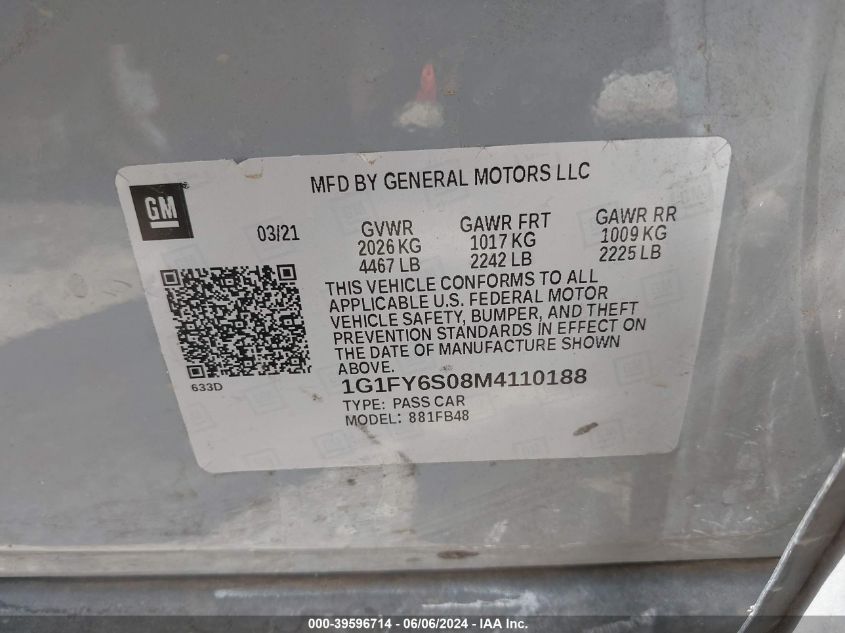 MFD BY GENERAL MOTORS LLC
GM
03/21
GVWR
2026 KG
4467 LB
GAWR FRT
1017 KG
2242 LB
GAWR RR
1009 KG
2225 LB
THIS VEHICLE CONFORMS TO ALL
APPLICABLE U.S. FEDERAL MOTOR
VEHICLE SAFETY, BUMPER, AND THEFT
PREVENTION STANDARDS IN EFFECT ON
THE DATE OF MANUFACTURE SHOWN
ABOVE.
633D
1G1FY6S08M4110188
TYPE: PASS CAR
MODEL: 881FB48
000-39596714 - 06/06/2024 - IAAI.com